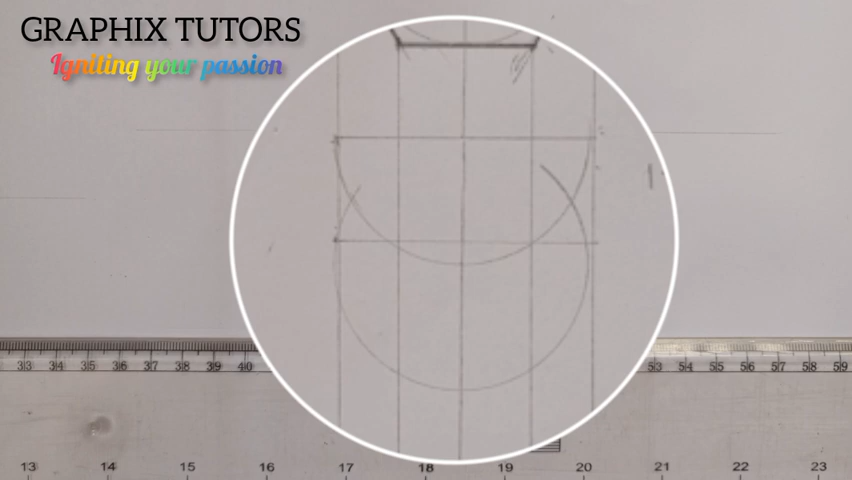 GRAPHIX TUTORS
Igniting your passion
33 34 35 36 37 38 39 40 53 54 55 56 57 58 59
13 14 15 16 17 18 19 20 21 22 23